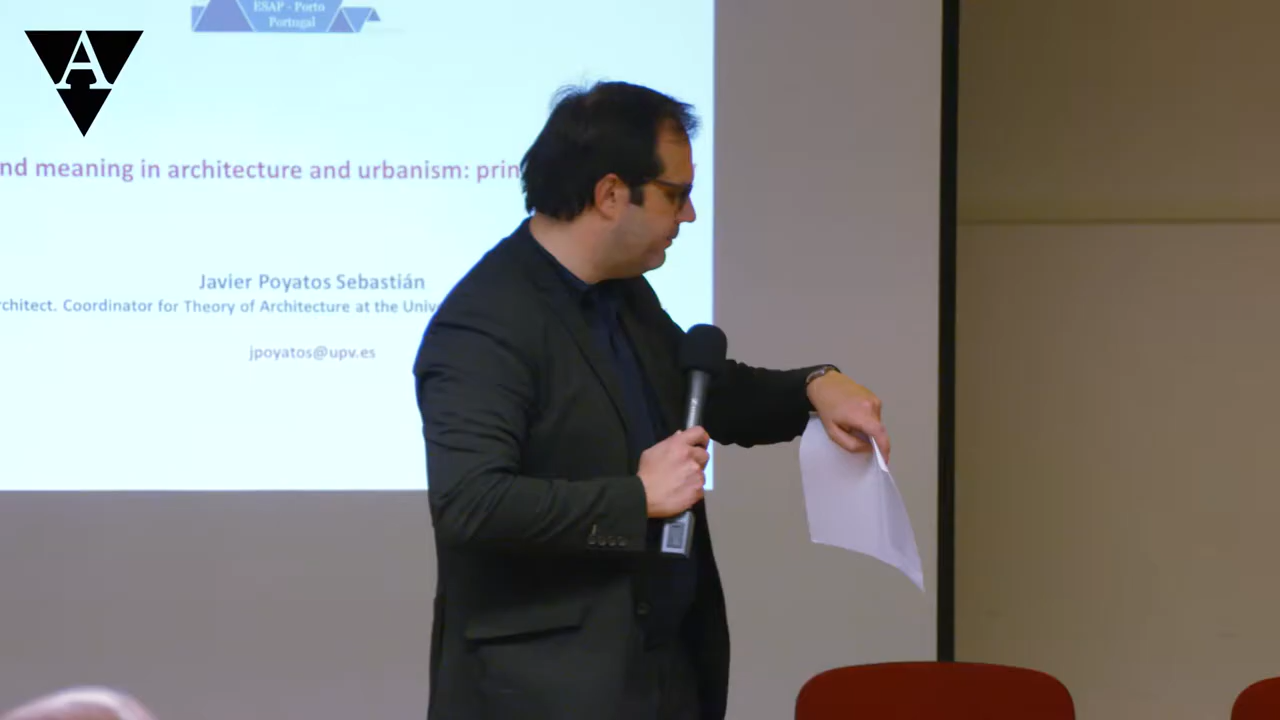 A
ESAP - Porto
Portugal
nd meaning in architecture and urbanism: prin
Javier Poyatos Sebastián
rchitect. Coordinator for Theory of Architecture at the Unive
jpoyatos@upv.es